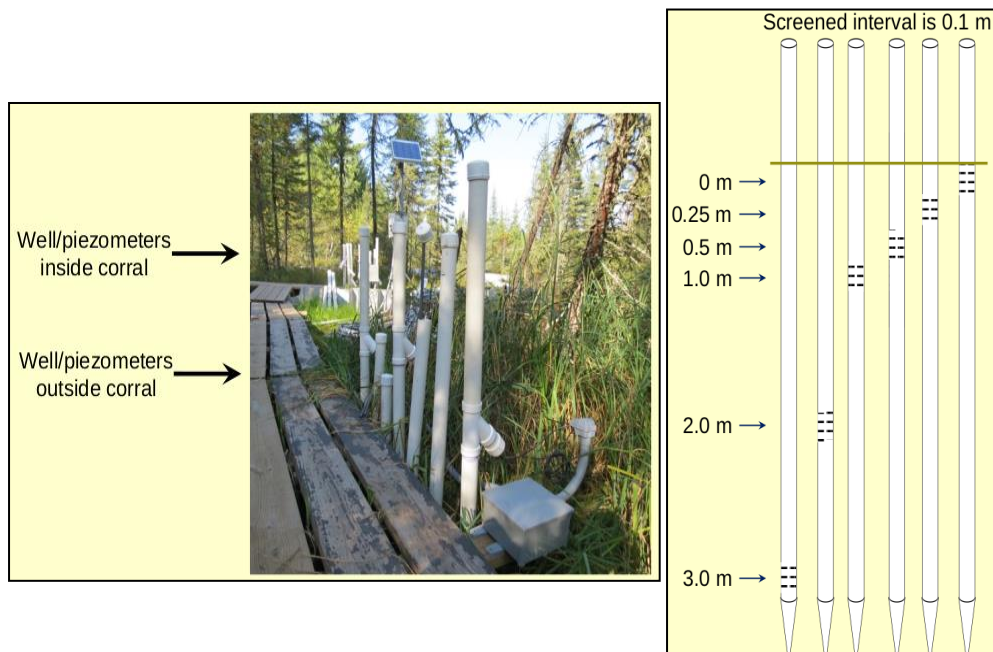 Screened interval is 0.1 m
Well/piezometers
inside corral
Well/piezometers
outside corral
0 m
0.25 m
0.5 m
1.0 m
2.0 m
3.0 m